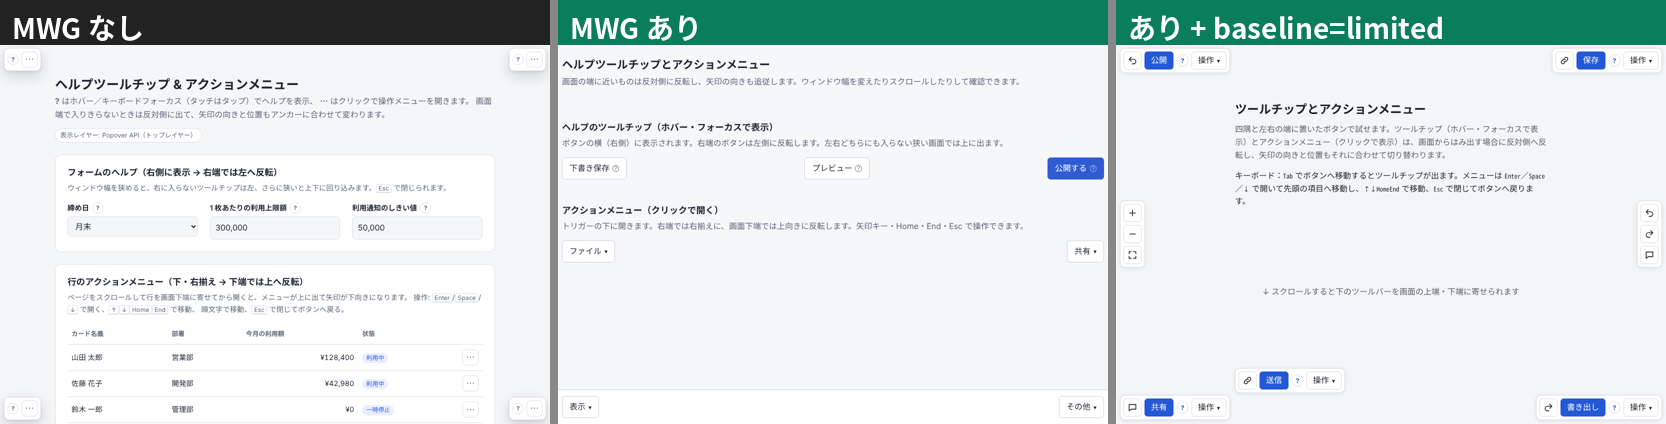 MWG なし
? ⋯
? ⋯
ヘルプツールチップ & アクションメニュー
? はホバー／キーボードフォーカス（タッチはタップ）でヘルプを表示、 ⋯ はクリックで操作メニューを開きます。 画面
端で入りきらないときは反対側に出て、矢印の向きと位置もアンカーに合わせて変わります。
表示レイヤー: Popover API（トップレイヤー）
フォームのヘルプ（右側に表示 → 右端では左へ反転）
ウィンドウ幅を狭めると、右に入らないツールチップは左、さらに狭いと上下に回り込みます。 Esc で閉じられます。
締め日 ? 1枚あたりの利用上限額 ? 利用通知のしきい値 ?
月末 300,000 50,000
行のアクションメニュー（下・右揃え → 下端では上へ反転）
ページをスクロールして行を画面下端に寄せてから開くと、メニューが上に出て矢印が下向きになります。 操作: Enter / Space /
↓ で開く、 ↑ ↓ Home End で移動、 頭文字で移動、 Esc で閉じてボタンへ戻る。
カード名義 部署 今月の利用額 状態
山田 太郎 営業部 ¥128,400 利用中 ⋯
佐藤 花子 開発部 ¥42,980 利用中 ⋯
鈴木 一郎 管理部 ¥0 一時停止 ⋯
? ⋯
? ⋯
MWG あり
ヘルプツールチップとアクションメニュー
画面の端に近いものは反対側に反転し、矢印の向きも追従します。ウィンドウ幅を変えたりスクロールしたりして確認できます。
ヘルプのツールチップ（ホバー・フォーカスで表示）
ボタンの横（右側）に表示されます。右端のボタンは左側に反転します。左右どちらにも入らない狭い画面では上に出ます。
下書き保存 ? プレビュー ? 公開する ?
アクションメニュー（クリックで開く）
トリガーの下に開きます。右端では右揃えに、画面下端では上向きに反転します。矢印キー・Home・End・Esc で操作できます。
ファイル ▾ 共有 ▾
表示 ▾ その他 ▾
あり + baseline=limited
公開 ? 操作 ▾
保存 ? 操作 ▾
ツールチップとアクションメニュー
四隅と左右の端に置いたボタンで試せます。ツールチップ（ホバー・フォーカスで表
示）とアクションメニュー（クリックで表示）は、画面からはみ出す場合に反対側へ反
転し、矢印の向きと位置もそれに合わせて切り替わります。
キーボード：Tab でボタンへ移動するとツールチップが出ます。メニューは Enter／Space
／↓ で開いて先頭の項目へ移動し、↑↓HomeEnd で移動、Esc で閉じてボタンへ戻りま
す。
↓ スクロールすると下のツールバーを画面の上端・下端に寄せられます
送信 ? 操作 ▾
共有 ? 操作 ▾
書き出し ? 操作 ▾